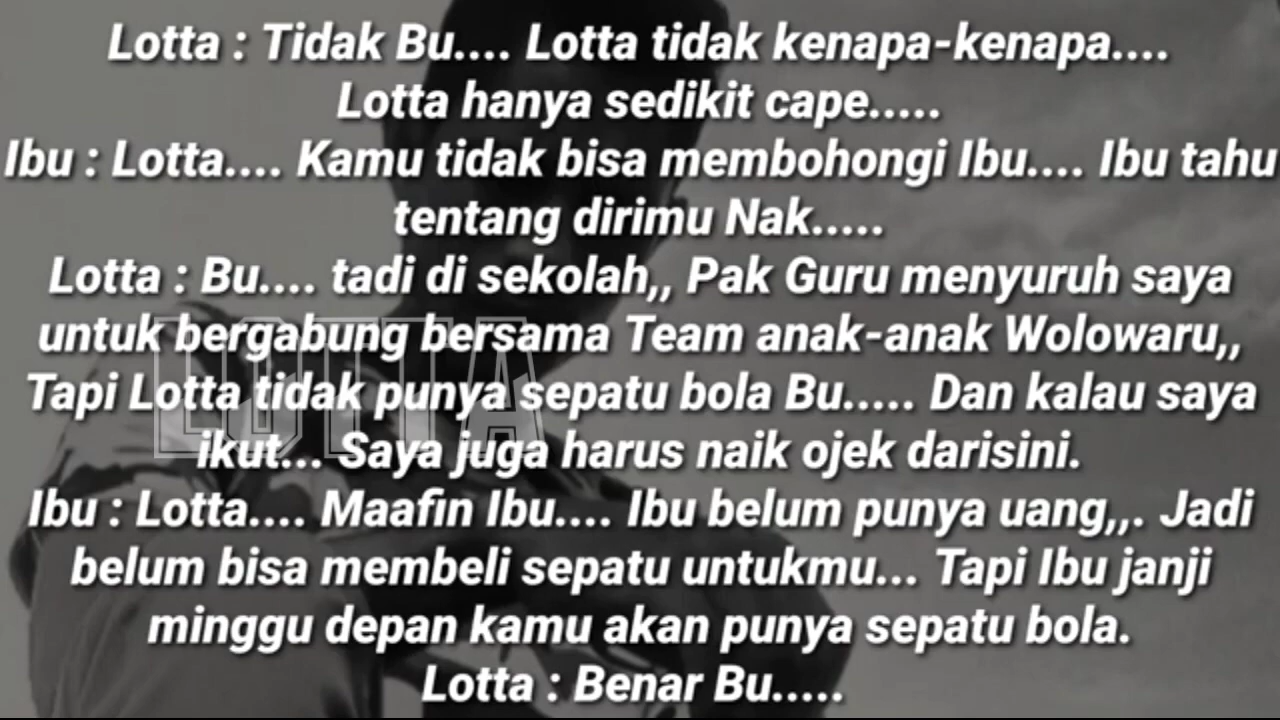 Lotta : Tidak Bu.... Lotta tidak kenapa-kenapa....
Lotta hanya sedikit cape.....
Ibu : Lotta.... Kamu tidak bisa membohongi Ibu.... Ibu tahu
tentang dirimu Nak.....
Lotta : Bu.... tadi di sekolah,, Pak Guru menyuruh saya
untuk bergabung bersama Team anak-anak Wolowaru,,
Tapi Lotta tidak punya sepatu bola Bu..... Dan kalau saya
ikut... Saya juga harus naik ojek darisini.
Ibu : Lotta.... Maafin Ibu.... Ibu belum punya uang,,. Jadi
belum bisa membeli sepatu untukmu... Tapi Ibu janji
minggu depan kamu akan punya sepatu bola.
Lotta : Benar Bu.....
LOTTA